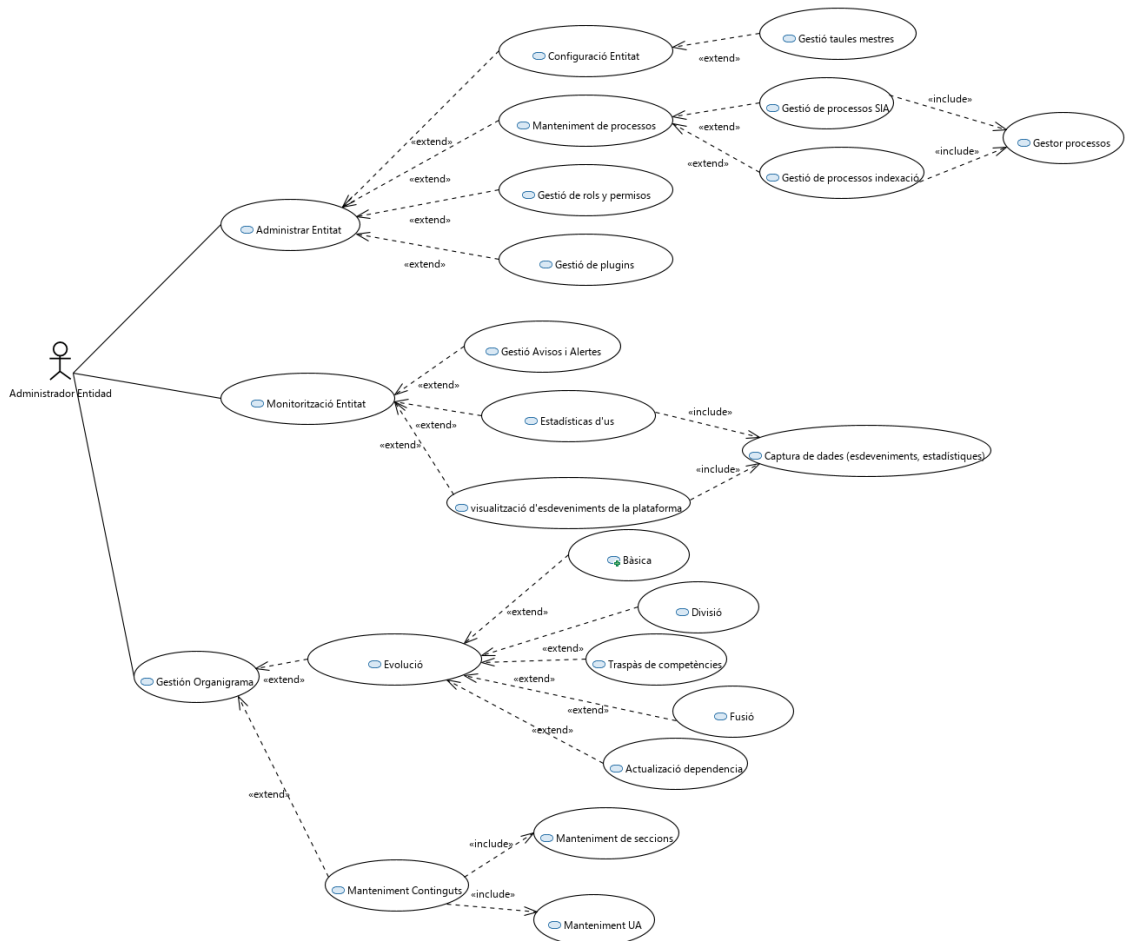 Configuració Entitat
«extend»
Gestió taules mestres
Manteniment de processos
«extend»
Gestió de processos SIA
«include»
Gestor processos
«extend»
«extend»
Gestió de processos indexació
«include»
«extend»
Gestió de rols y permisos
«extend»
Administrar Entitat
«extend»
Gestió de plugins
Administrador Entidad
Gestió Avisos i Alertes
«extend»
Monitorització Entitat
«extend»
Estadísticas d'us
«include»
«extend»
Captura de dades (esdeveniments, estadístiques)
«include»
visualització d'esdeveniments de la plataforma
Bàsica
«extend»
Divisió
«extend»
Evolució
Traspàs de competències
«extend»
Gestión Organigrama
«extend»
Fusió
«extend»
«extend»
Actualizació dependencia
«extend»
Manteniment de seccions
«include»
Manteniment Continguts
«include»
Manteniment UA